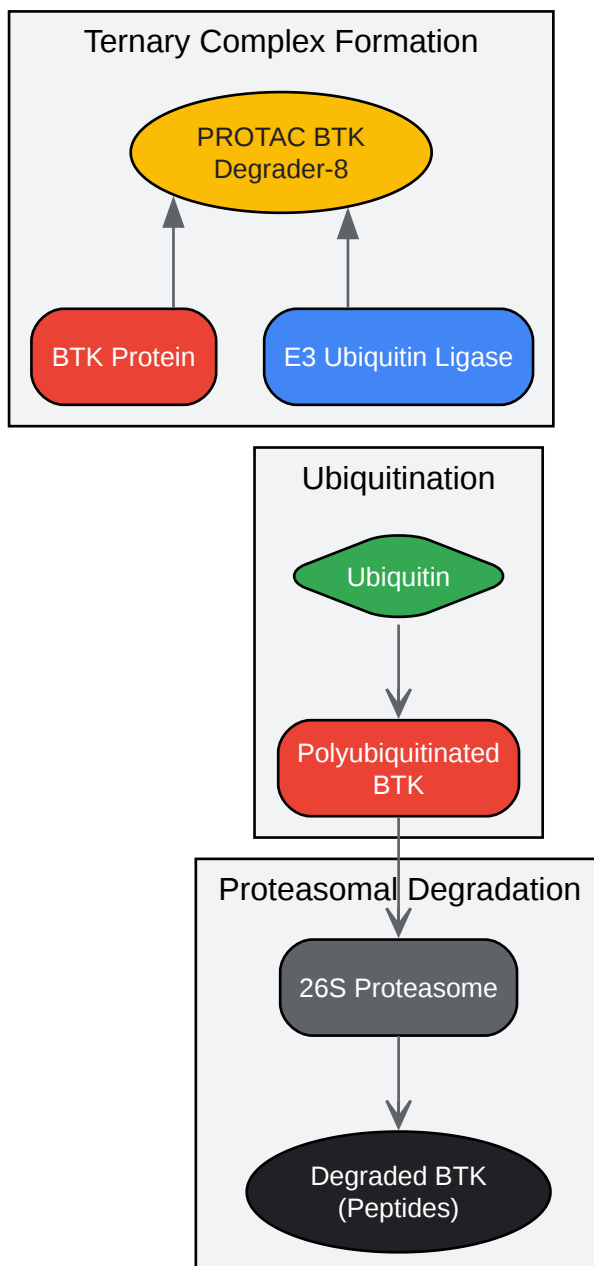 Ternary Complex Formation
PROTAC BTK
Degrader-8
BTK Protein
E3 Ubiquitin Ligase
Ubiquitination
Ubiquitin
Polyubiquitinated
BTK
Proteasomal Degradation
26S Proteasome
Degraded BTK
(Peptides)